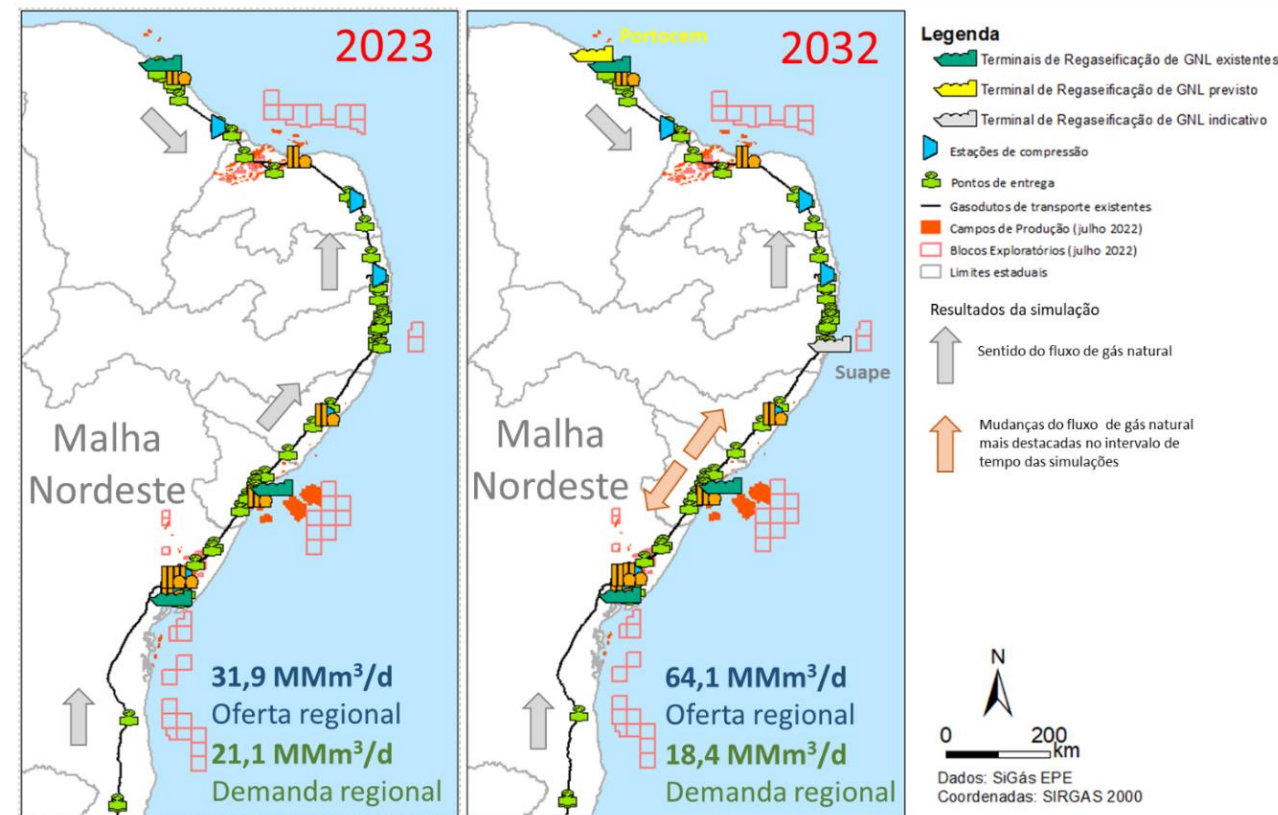 2023
Malha
Nordeste
31,9 MMm³/d
Oferta regional
21,1 MMm³/d
Demanda regional
Portocem
2032
Suape
Malha
Nordeste
64,1 MMm³/d
Oferta regional
18,4 MMm³/d
Demanda regional
Legenda
Terminais de Regaseificação de GNL existentes
Terminal de Regaseificação de GNL previsto
Terminal de Regaseificação de GNL indicativo
Estações de compressão
Pontos de entrega
Gasodutos de transporte existentes
Campos de Produção (julho 2022)
Blocos Exploratórios (julho 2022)
Limites estaduais
Resultados da simulação
Sentido do fluxo de gás natural
Mudanças do fluxo de gás natural
mais destacadas no intervalo de
tempo das simulações
N
0 200
km
Dados: SiGás EPE
Coordenadas: SIRGAS 2000